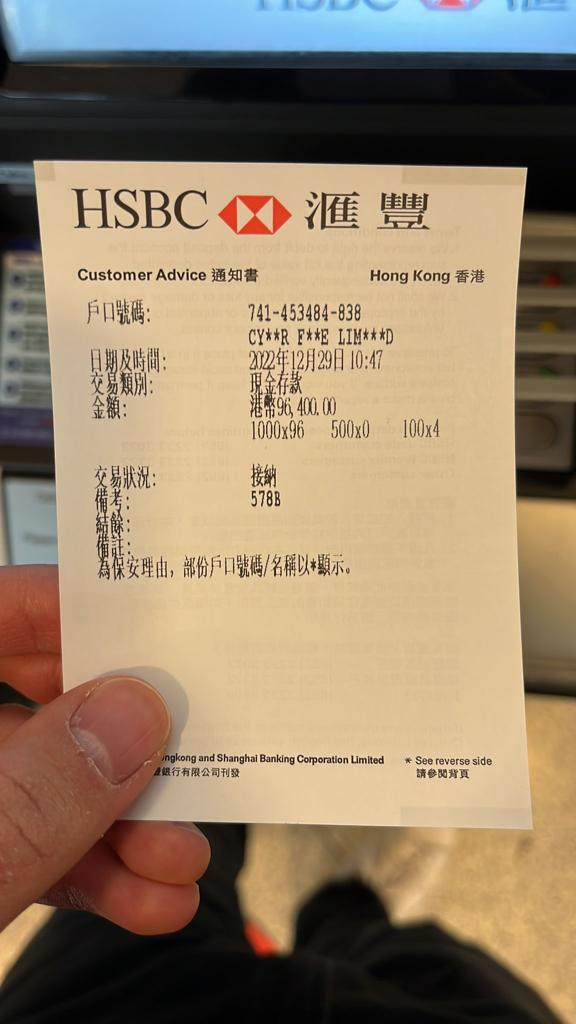 HSBC 滙豐
HSBC 滙豐
Customer Advice 通知書 Hong Kong 香港
戶口號碼: 741-453484-838
CY**R F**E LIM***D
日期及時間: 2022年12月29日 10:47
交易類別: 現金存款
金額: 港幣96,400.00
1000x96 500x0 100x4
交易狀況: 接納
備考: 578B
結餘:
備註:
為保安理由, 部份戶口號碼/名稱以*顯示。
ongkong and Shanghai Banking Corporation Limited * See reverse side
銀行有限公司刊發 請參閱背頁